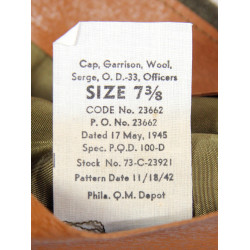 Cap, Garrison, Wool,
Serge, O. D.-33, Officers
SIZE 7⅜
CODE No. 23662
P. O. No. 23662
Dated 17 May, 1945
Spec. P.Q.D. 100-D
Stock No. 73-C-23921
Pattern Date 11/18/42
Phila. Q.M. Depot